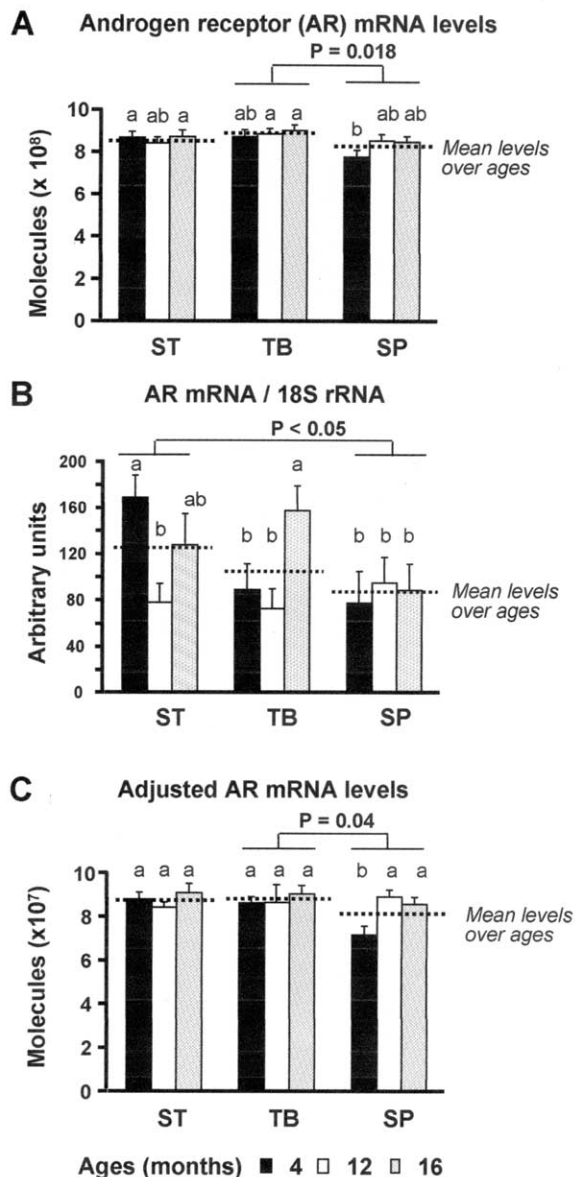 A Androgen receptor (AR) mRNA levels
P = 0.018
a ab a ab a a b ab ab
Molecules (x 10⁸)
10
8
6
4
2
0
Mean levels
over ages
ST TB SP
B AR mRNA / 18S rRNA
P < 0.05
a b ab b b a b b b
Arbitrary units
200
160
120
80
40
0
Mean levels
over ages
ST TB SP
C Adjusted AR mRNA levels
P = 0.04
a a a a a a b a a
Molecules (x10⁷)
10
8
6
4
2
0
Mean levels
over ages
ST TB SP
Ages (months) 4 12 16